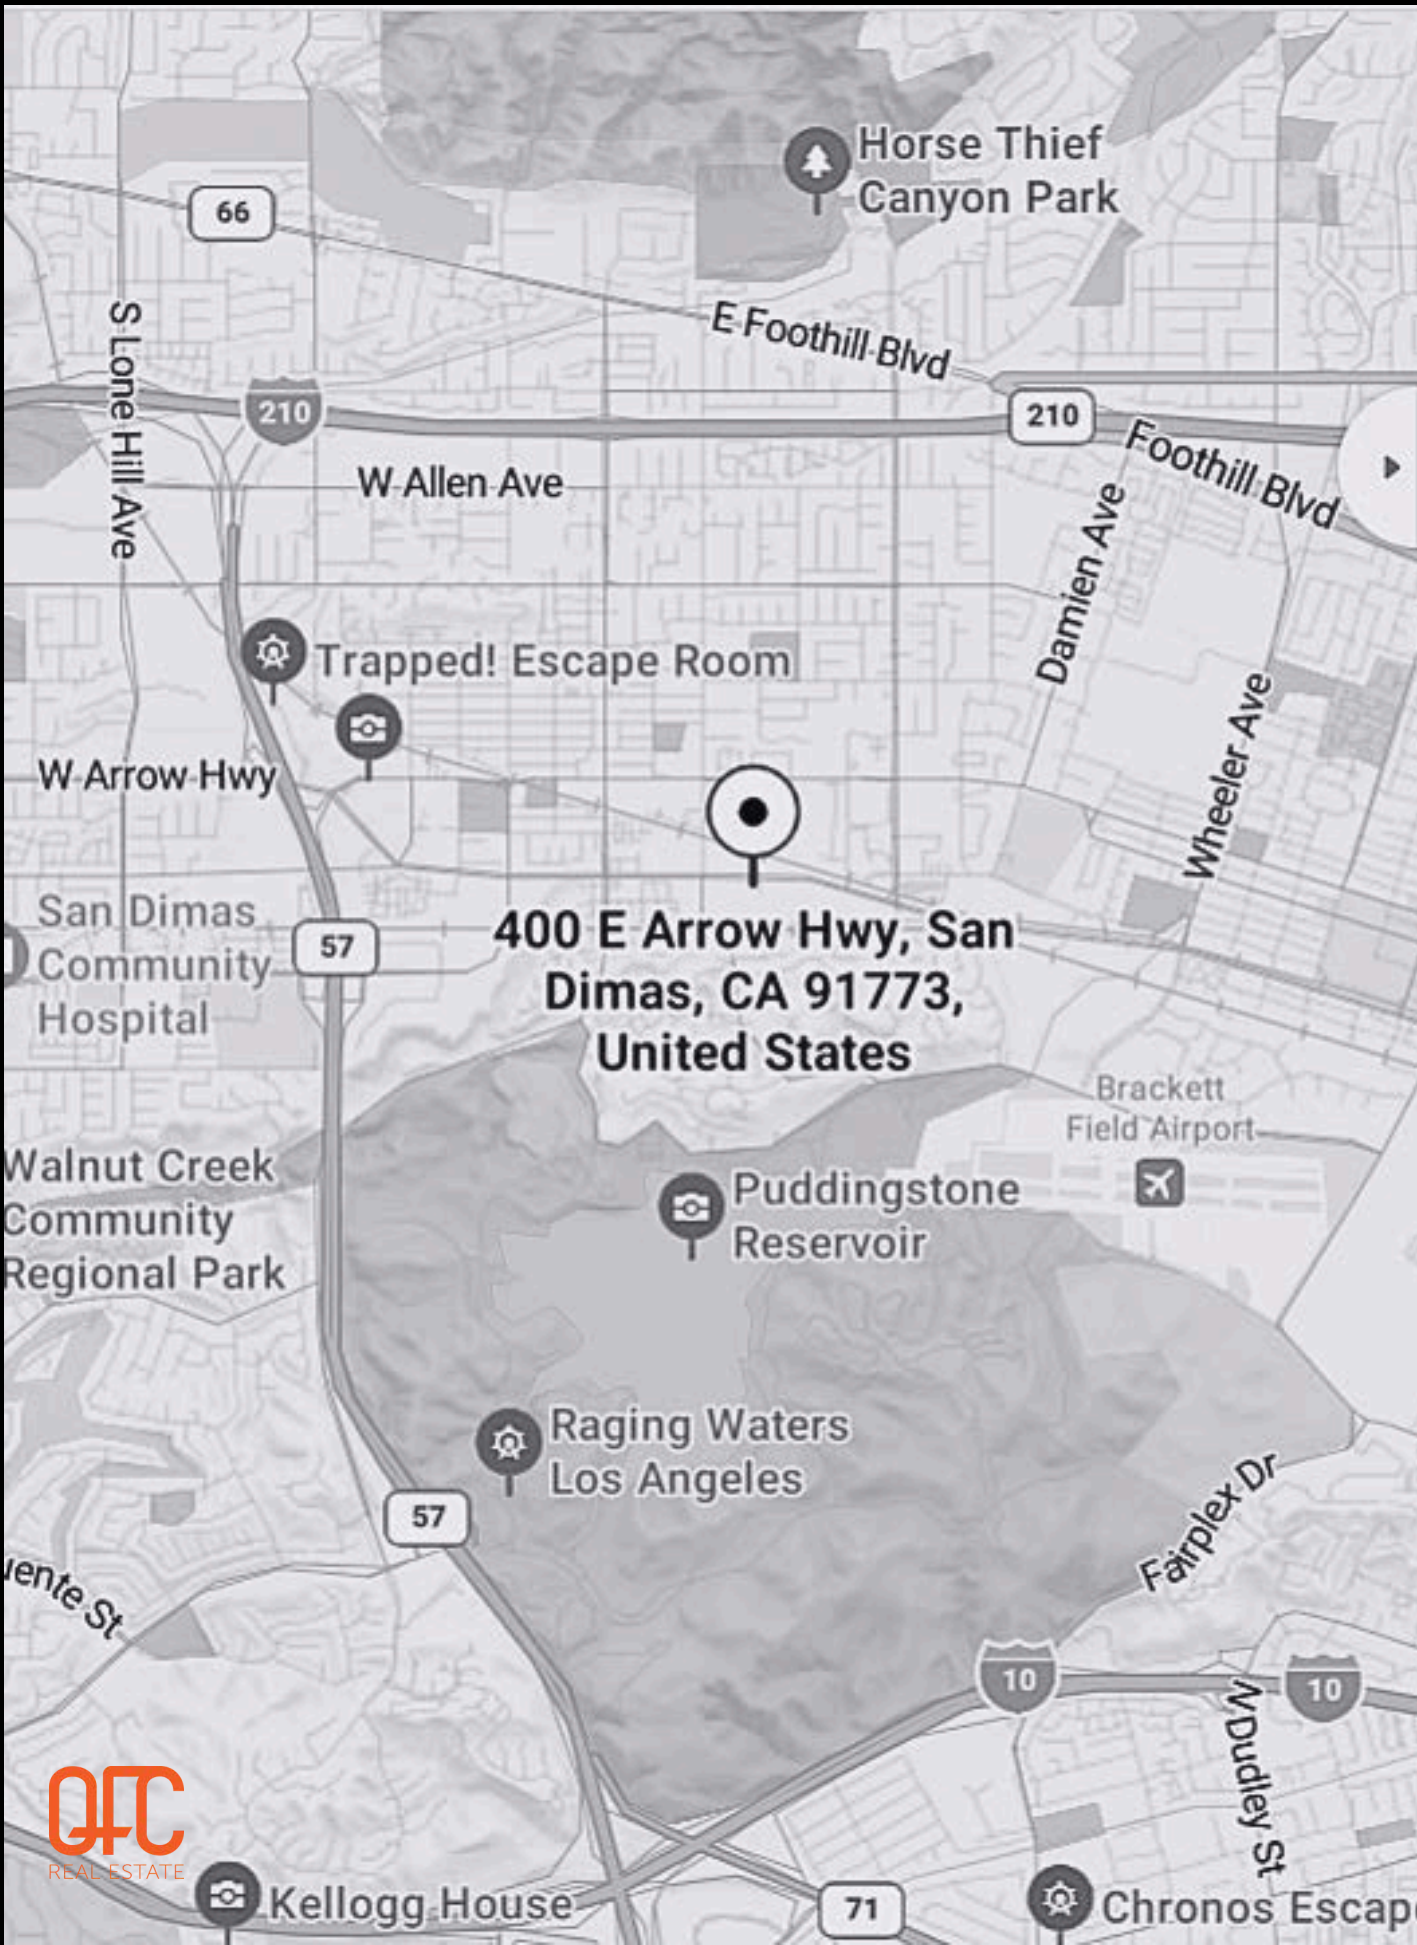 Horse Thief
Canyon Park
66
E Foothill Blvd
S Lone Hill Ave
210
210
Foothill Blvd
W Allen Ave
Damien Ave
Trapped! Escape Room
Wheeler Ave
W Arrow Hwy
San Dimas
Community
Hospital
57
400 E Arrow Hwy, San
Dimas, CA 91773,
United States
Brackett
Field Airport
Walnut Creek
Community
Regional Park
Puddingstone
Reservoir
Raging Waters
Los Angeles
57
Fairplex Dr
uente St
10
10
N Dudley St
QFC
REAL ESTATE
Kellogg House
71
Chronos Escape